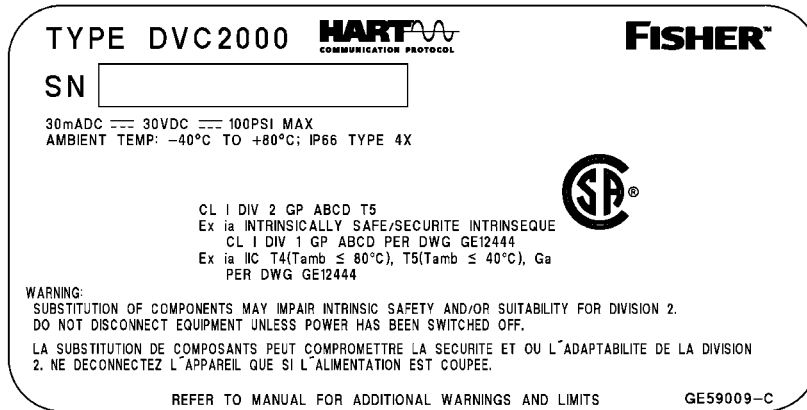 TYPE DVC2000 HART COMMUNICATION PROTOCOL FISHER™
SN
30mADC ⎓ 30VDC ⎓ 100PSI MAX
AMBIENT TEMP: –40°C TO +80°C; IP66 TYPE 4X
SA ®
CL I DIV 2 GP ABCD T5
Ex ia INTRINSICALLY SAFE/SECURITE INTRINSEQUE
CL I DIV 1 GP ABCD PER DWG GE12444
Ex ia IIC T4(Tamb ≤ 80°C), T5(Tamb ≤ 40°C), Ga
PER DWG GE12444
WARNING:
SUBSTITUTION OF COMPONENTS MAY IMPAIR INTRINSIC SAFETY AND/OR SUITABILITY FOR DIVISION 2.
DO NOT DISCONNECT EQUIPMENT UNLESS POWER HAS BEEN SWITCHED OFF.
LA SUBSTITUTION DE COMPOSANTS PEUT COMPROMETTRE LA SECURITE ET OU L´ADAPTABILITE DE LA DIVISION
2. NE DECONNECTEZ L´APPAREIL QUE SI L´ALIMENTATION EST COUPEE.
REFER TO MANUAL FOR ADDITIONAL WARNINGS AND LIMITS GE59009–C